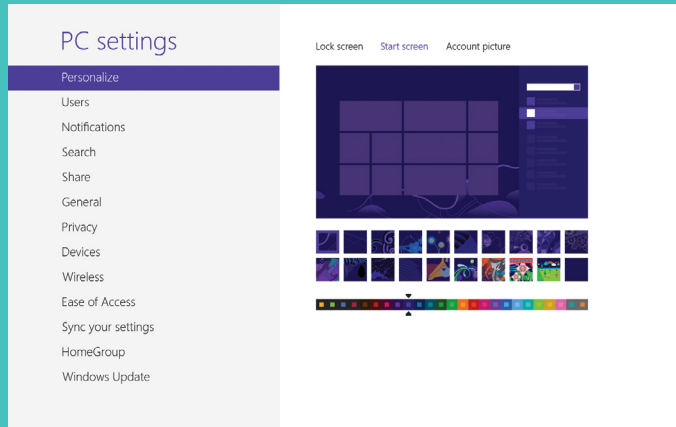 PC settings
Lock screen Start screen Account picture
Personalize
Users
Notifications
Search
Share
General
Privacy
Devices
Wireless
Ease of Access
Sync your settings
HomeGroup
Windows Update